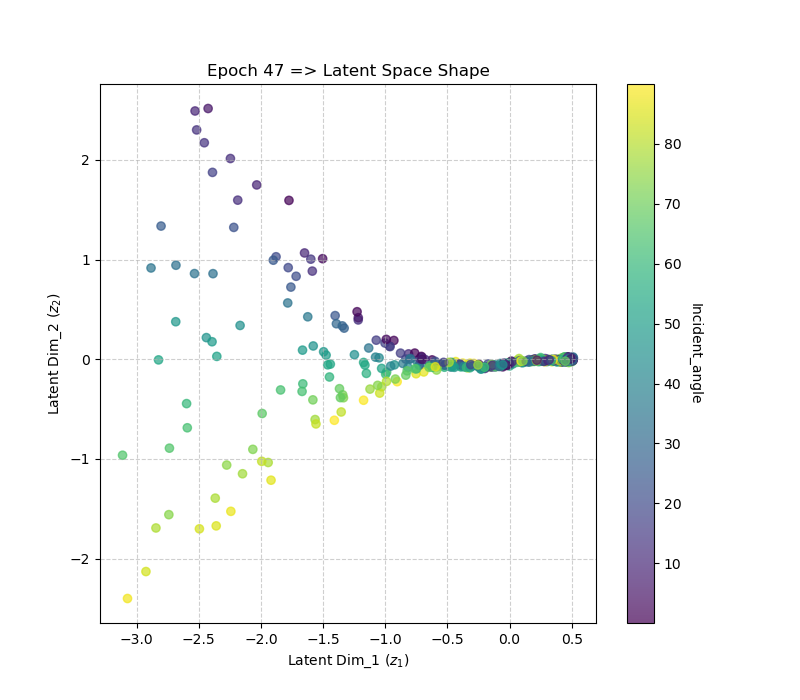 Epoch 47 => Latent Space Shape
Latent Dim_2 (z₂)
2
1
0
−1
−2
−3.0 −2.5 −2.0 −1.5 −1.0 −0.5 0.0 0.5
Latent Dim_1 (z₁)
80
70
60
50
40
30
20
10
Incident_angle